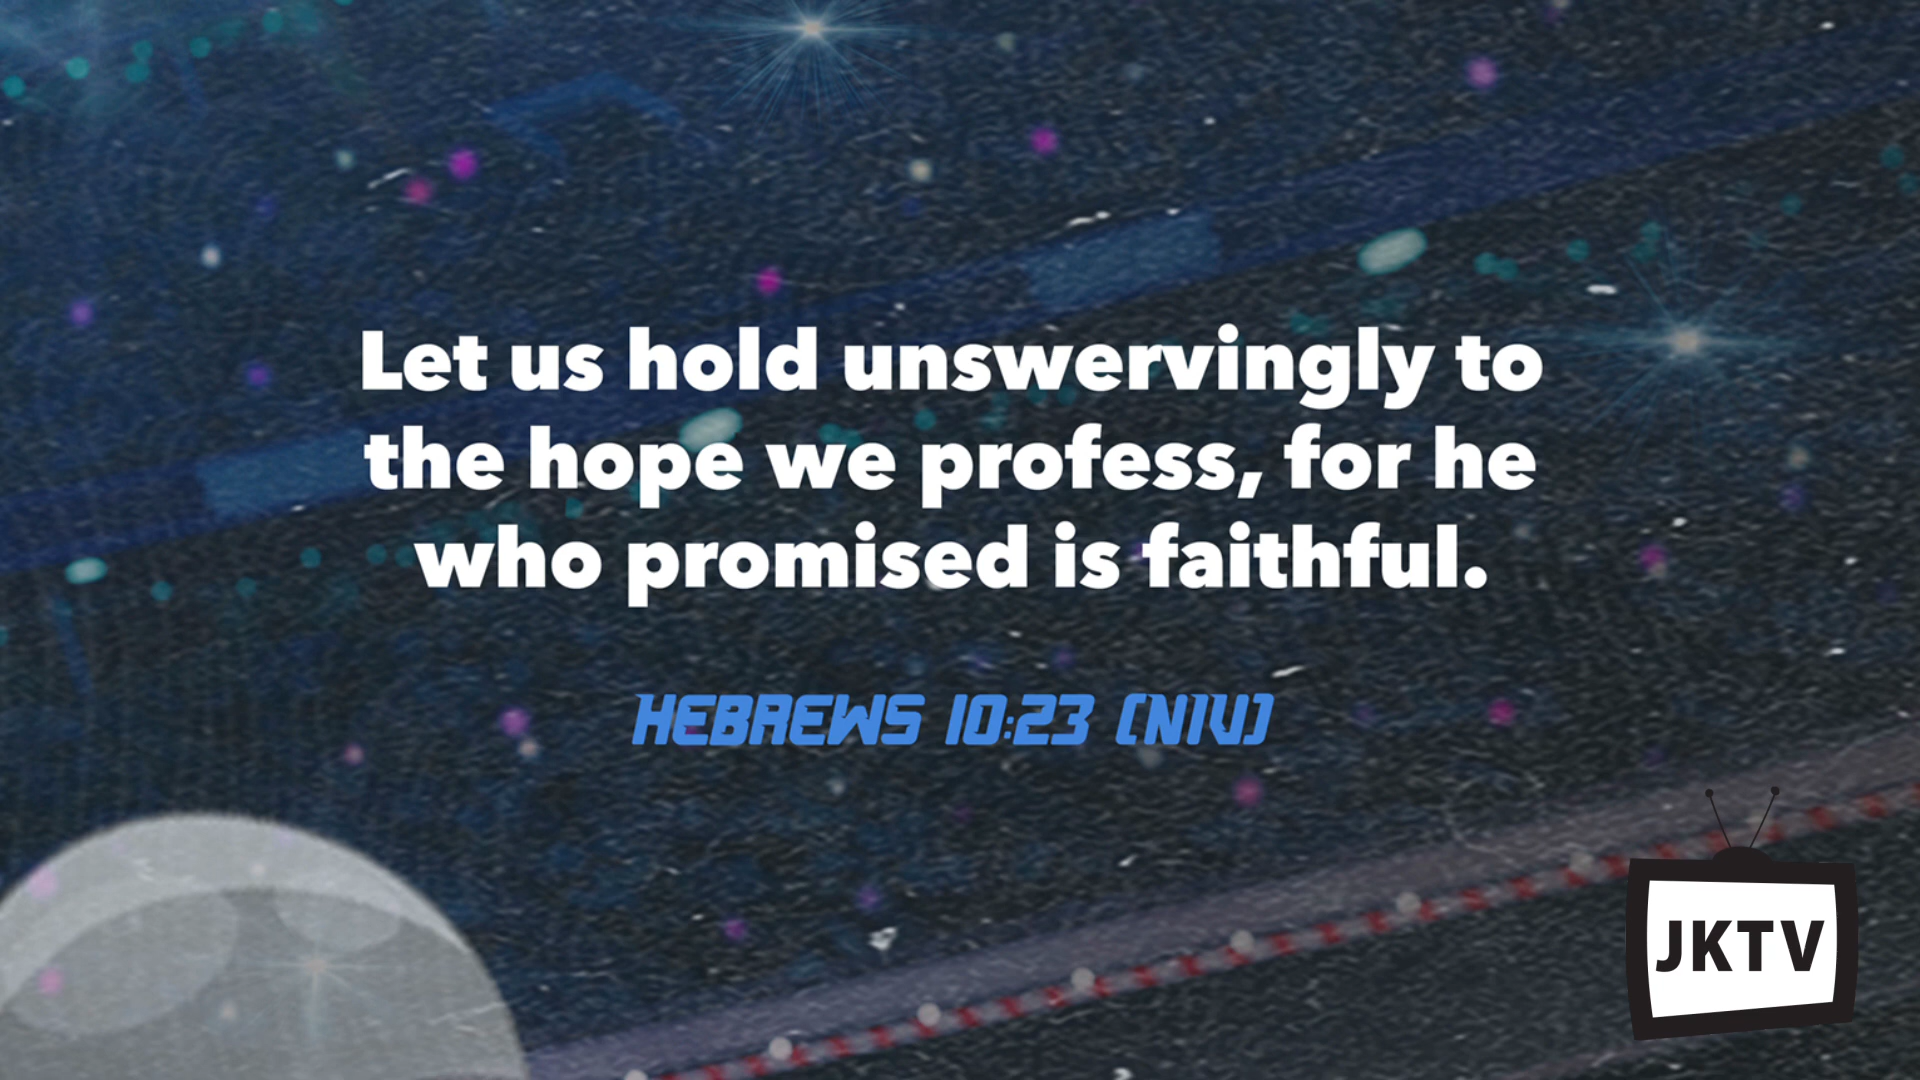 Let us hold unswervingly to
the hope we profess, for he
who promised is faithful.
HEBREWS 10:23 (NIV)
JKTV